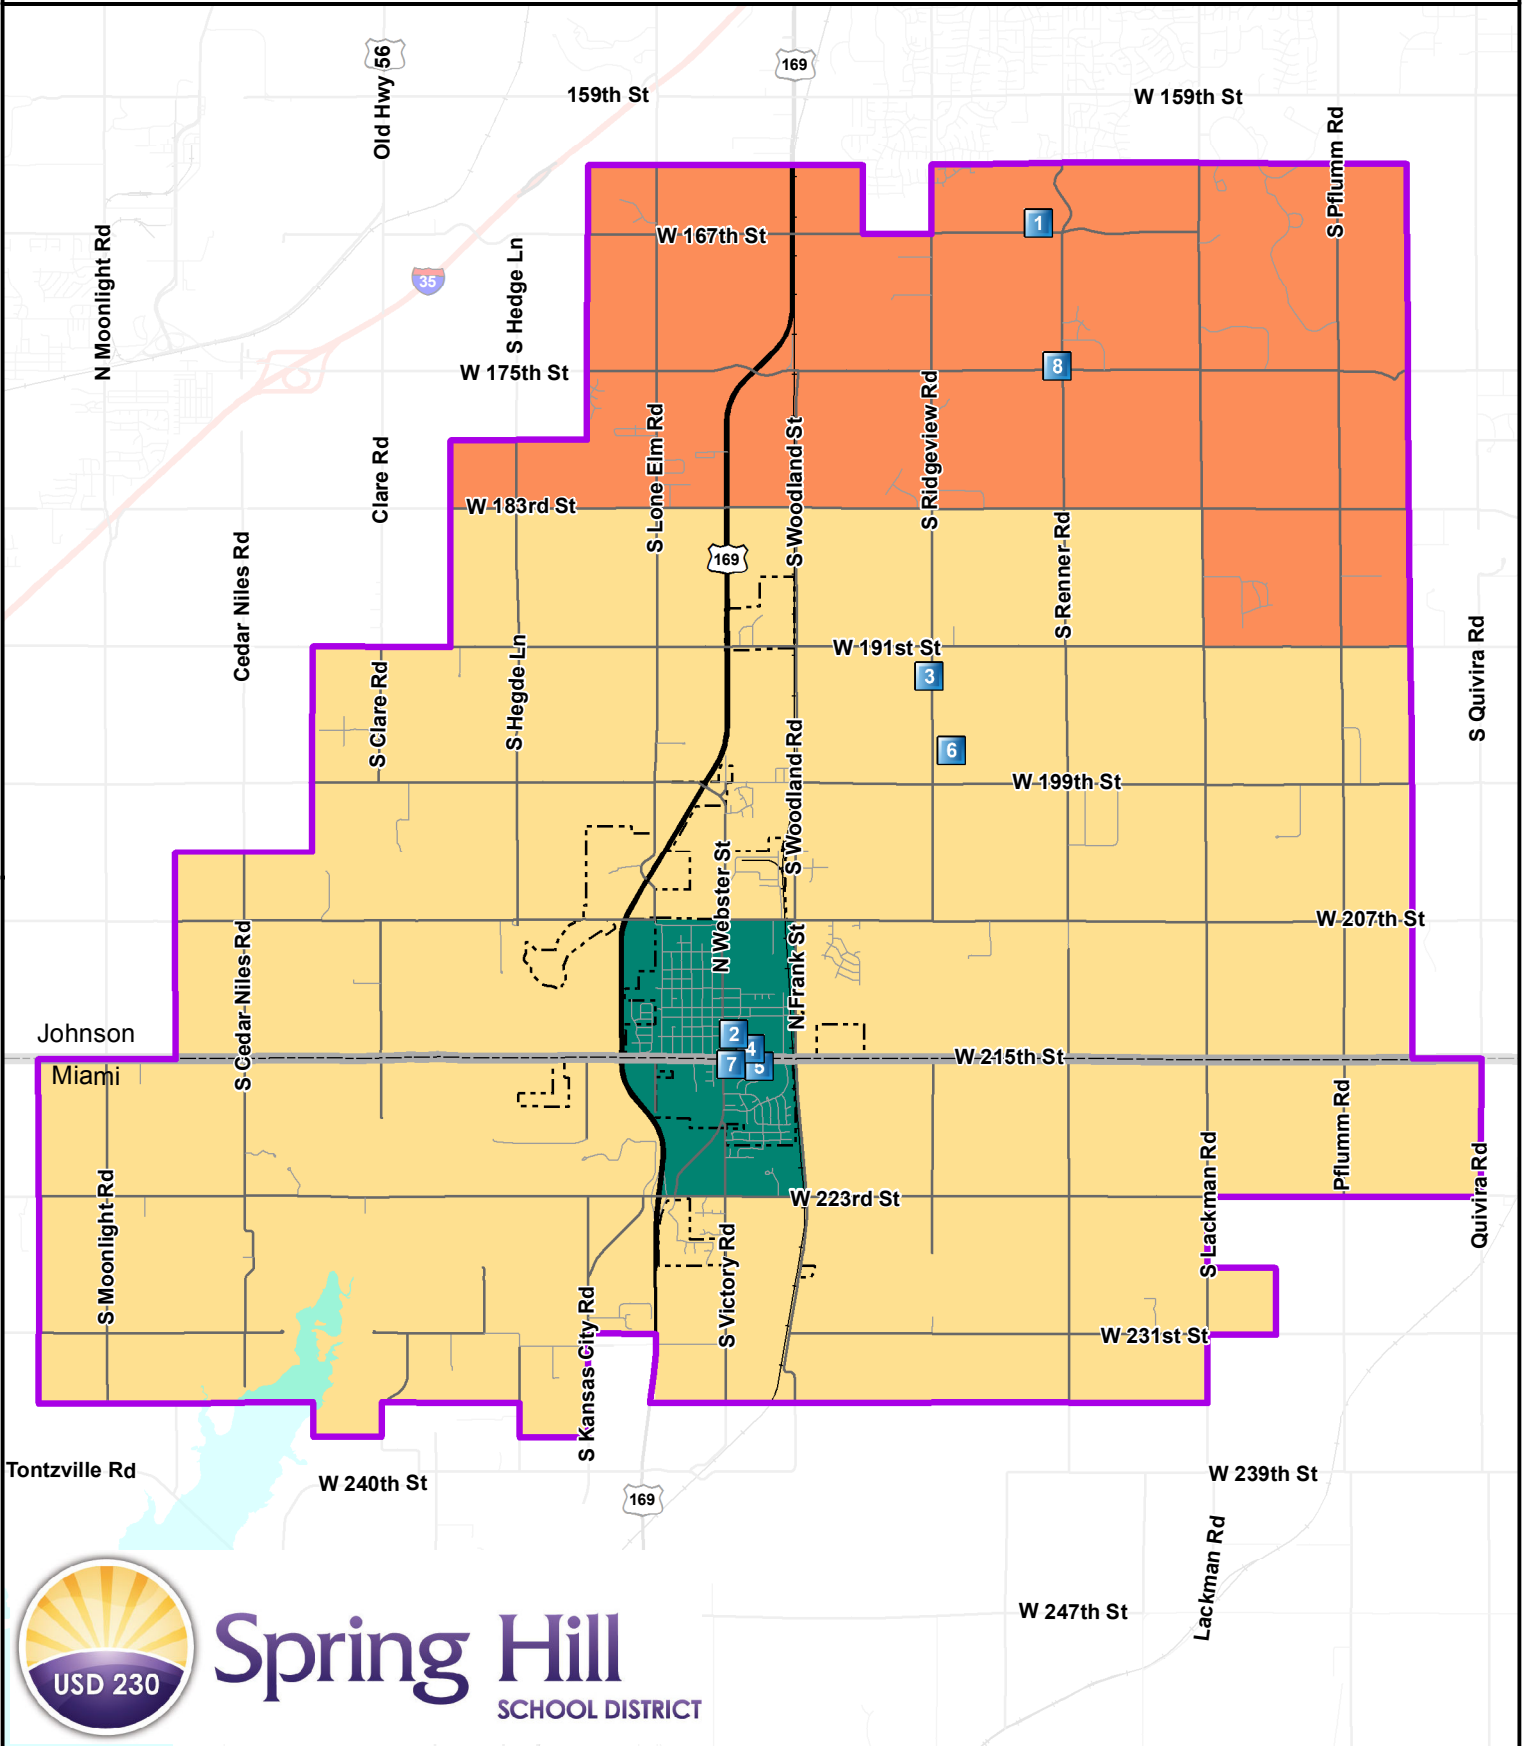 Old Hwy 56
169
159th St
W 159th St
S Pflumm Rd
N Moonlight Rd
35
S Hedge Ln
W 167th St
1
W 175th St
8
Clare Rd
S Lone Elm Rd
S Woodland St
S Ridgeview Rd
W 183rd St
Cedar Niles Rd
169
S Renner Rd
S Clare Rd
S Hegde Ln
W 191st St
3
S Quivira Rd
6
S Woodland Rd
W 199th St
N Webster St
W 207th St
S Cedar Niles Rd
N Frank St
Johnson
2
4
W 215th St
7
5
Miami
Pflumm Rd
S Moonlight Rd
S Lackman Rd
W 223rd St
Quivira Rd
S Victory Rd
S Kansas City Rd
W 231st St
Tontzville Rd
W 240th St
169
W 239th St
Lackman Rd
W 247th St
USD 230
Spring Hill
SCHOOL DISTRICT